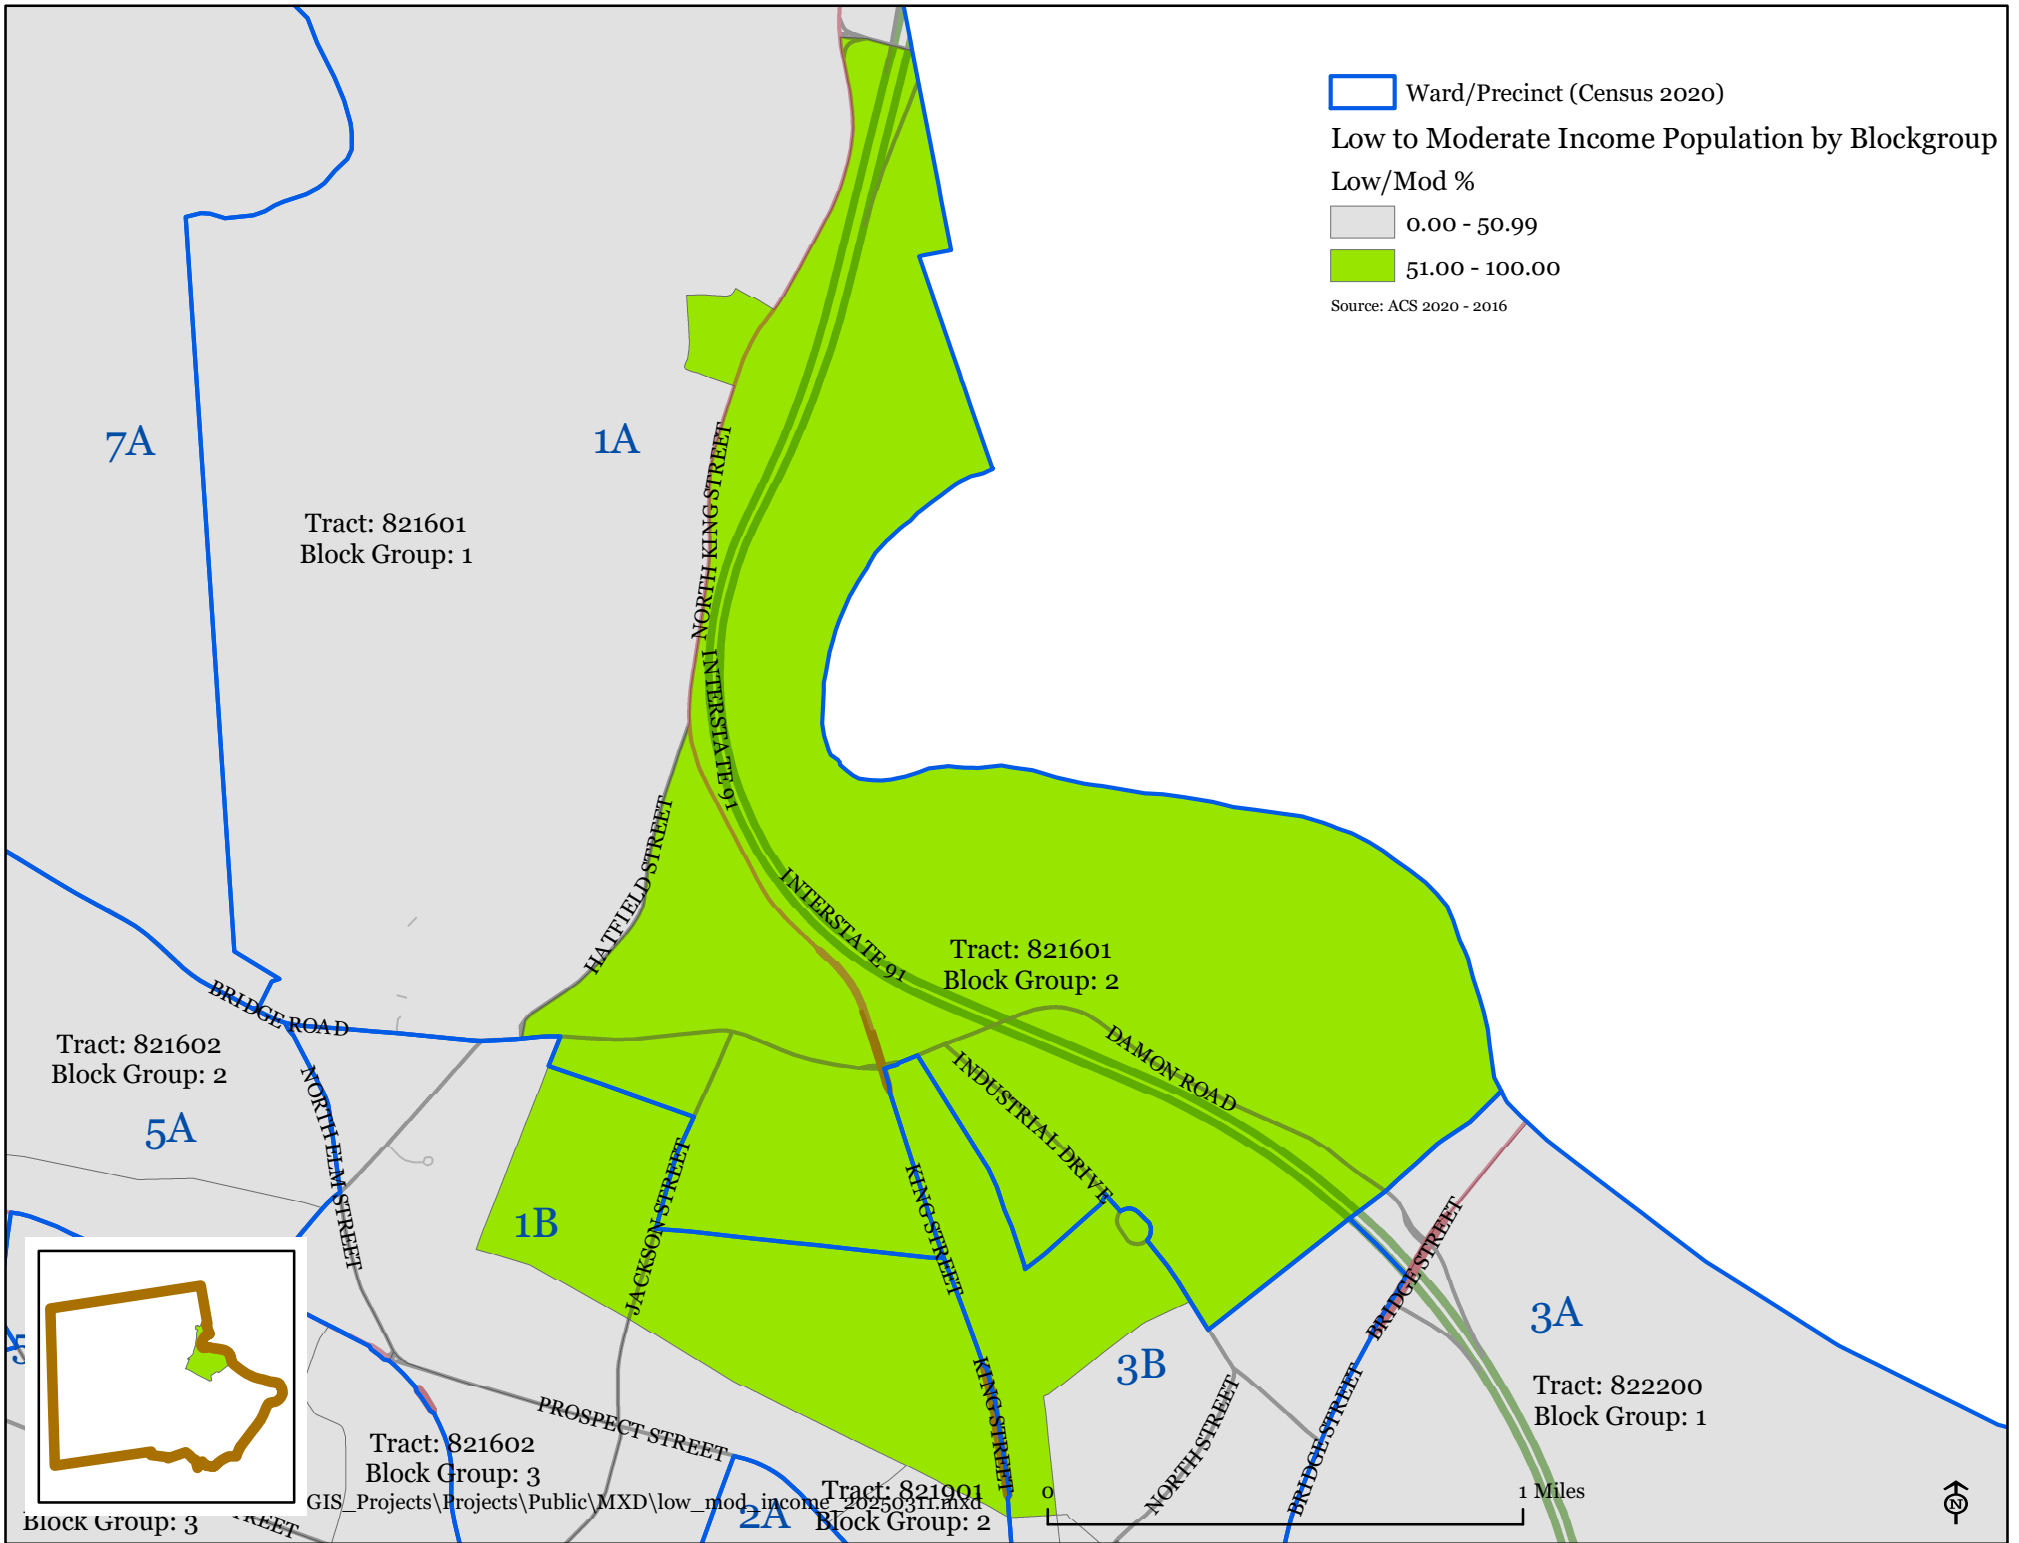 Ward/Precinct (Census 2020)
Low to Moderate Income Population by Blockgroup
Low/Mod %
0.00 - 50.99
51.00 - 100.00
Source: ACS 2020 - 2016
7A
1A
NORTH KING STREET
Tract: 821601
Block Group: 1
INTERSTATE 91
HATFIELD STREET
INTERSTATE 91
Tract: 821601
Block Group: 2
BRIDGE ROAD
DAMON ROAD
Tract: 821602
Block Group: 2
INDUSTRIAL DRIVE
5A
NORTH ELM STREET
1B
JACKSON STREET
KING STREET
BRIDGE STREET
3A
3B
5
KING STREET
Tract: 822200
Block Group: 1
PROSPECT STREET
NORTH STREET
BRIDGE STREET
Tract: 821602
Block Group: 3
GIS_Projects\Projects\Public\MXD\low_mod_income_20250311.mxd
Tract: 821901
Block Group: 2
0
1 Miles
2A
Block Group: 3
N